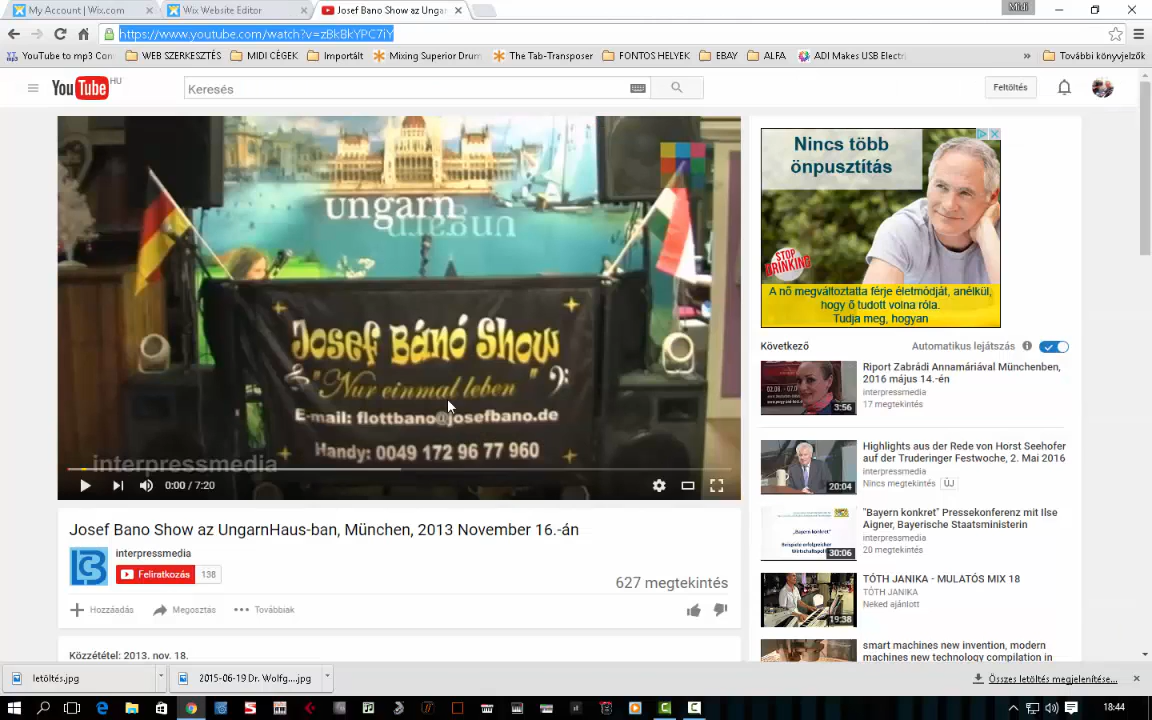 My Account | Wix.com
Wix Website Editor
Josef Bano Show az Ungar
Midi
https://www.youtube.com/watch?v=zBkBkYPC7iY
YouTube to mp3 Con
WEB SZERKESZTÉS
MIDI CÉGEK
Importált
Mixing Superior Drum
The Tab-Transposer
FONTOS HELYEK
EBAY
ALFA
ADI Makes USB Electri
»
További könyvjelzők
YouTube HU
Keresés
Feltöltés
ungarn
Josef Bánó Show
"Nur einmal leben"
E-mail: flottbano@josefbano.de
Handy: 0049 172 96 77 960
interpressmedia
0:00 / 7:20
Nincs több
önpusztítás
STOP
DRINKING
A nő megváltoztatta férje életmódját, anélkül,
hogy ő tudott volna róla.
Tudja meg, hogyan
Következő
Automatikus lejátszás
Riport Zabrádi Annamáriával Münchenben,
2016 május 14.-én
interpressmedia
17 megtekintés
3:56
Highlights aus der Rede von Horst Seehofer
auf der Truderinger Festwoche, 2. Mai 2016
interpressmedia
Nincs megtekintés
ÚJ
20:04
"Bayern konkret" Pressekonferenz mit Ilse
Aigner, Bayerische Staatsministerin
interpressmedia
20 megtekintés
"Bayern konkret"
30:06
TÓTH JANIKA - MULATÓS MIX 18
TÓTH JANIKA
Neked ajánlott
19:38
smart machines new invention, modern
machines new technology compilation in
Josef Bano Show az UngarnHaus-ban, München, 2013 November 16.-án
interpressmedia
Feliratkozás
138
627 megtekintés
Hozzáadás
Megosztás
Továbbiak
Közzététel: 2013. nov. 18.
letöltés.jpg
2015-06-19 Dr. Wolfg....jpg
Összes letöltés megjelenítése...
18:44